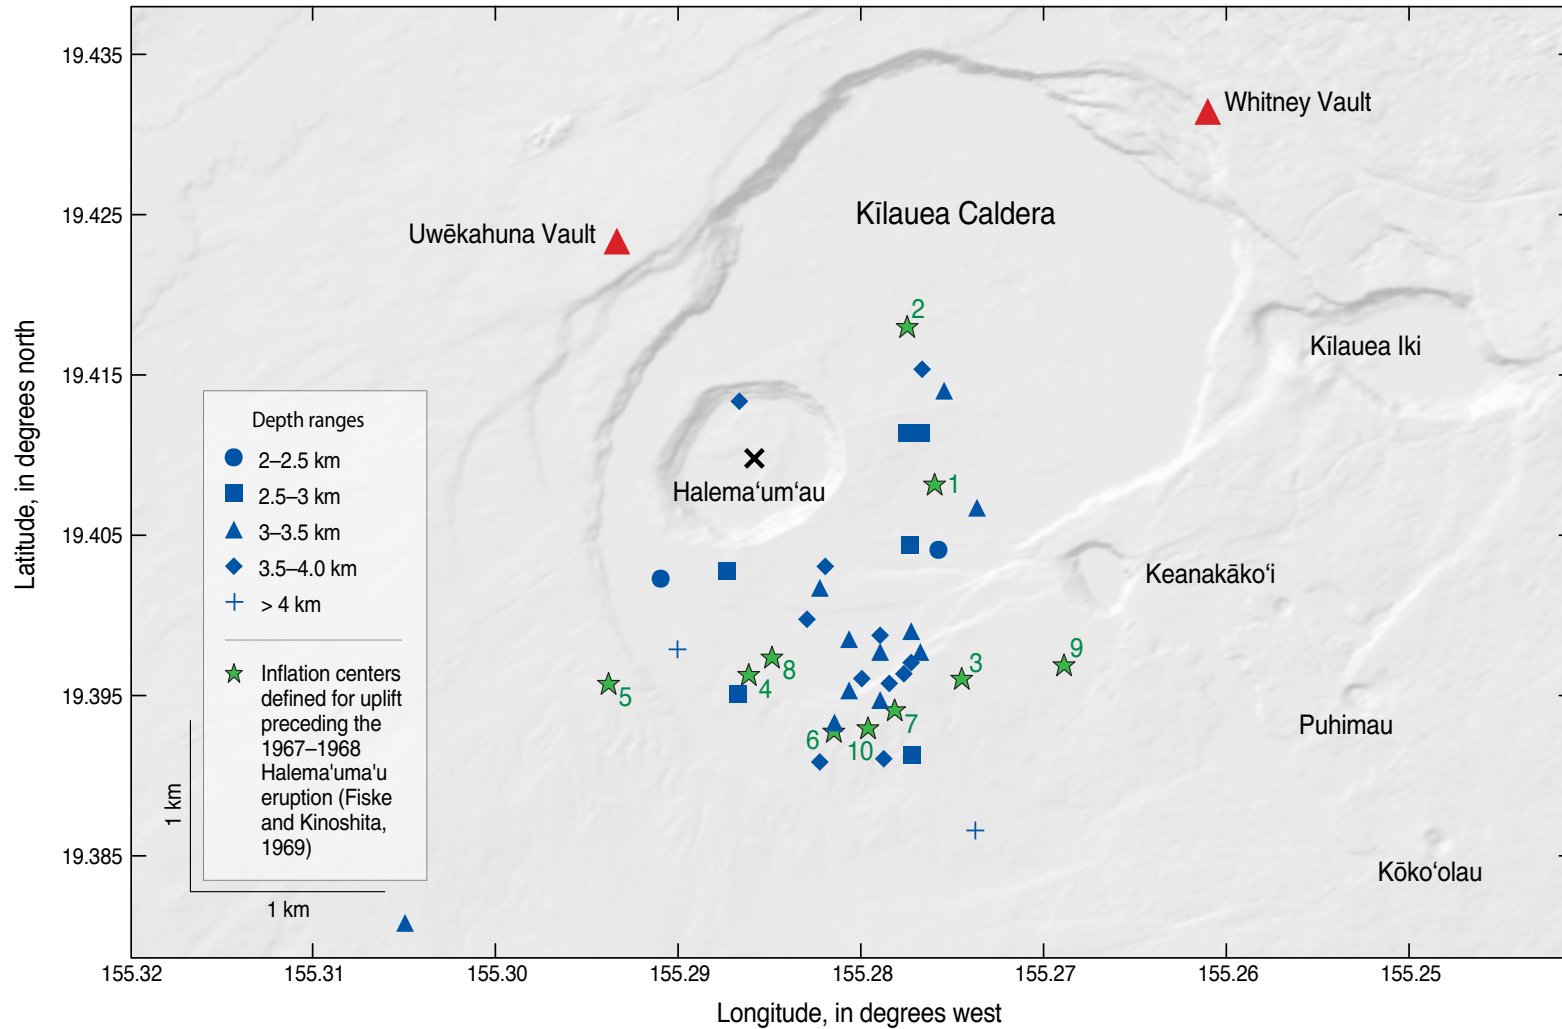 19.435
19.425
19.415
19.405
19.395
19.385
Latitude, in degrees north
155.32
155.31
155.30
155.29
155.28
155.27
155.26
155.25
Longitude, in degrees west
Whitney Vault
Uwēkahuna Vault
Kīlauea Caldera
Kīlauea Iki
Halemaʻumʻau
Keanakākoʻi
Puhimau
Kōkoʻolau
2
1
3
9
8
4
5
7
6
10
Depth ranges
2–2.5 km
2.5–3 km
3–3.5 km
3.5–4.0 km
> 4 km
Inflation centers
defined for uplift
preceding the
1967–1968
Halema'uma'u
eruption (Fiske
and Kinoshita,
1969)
1 km
1 km